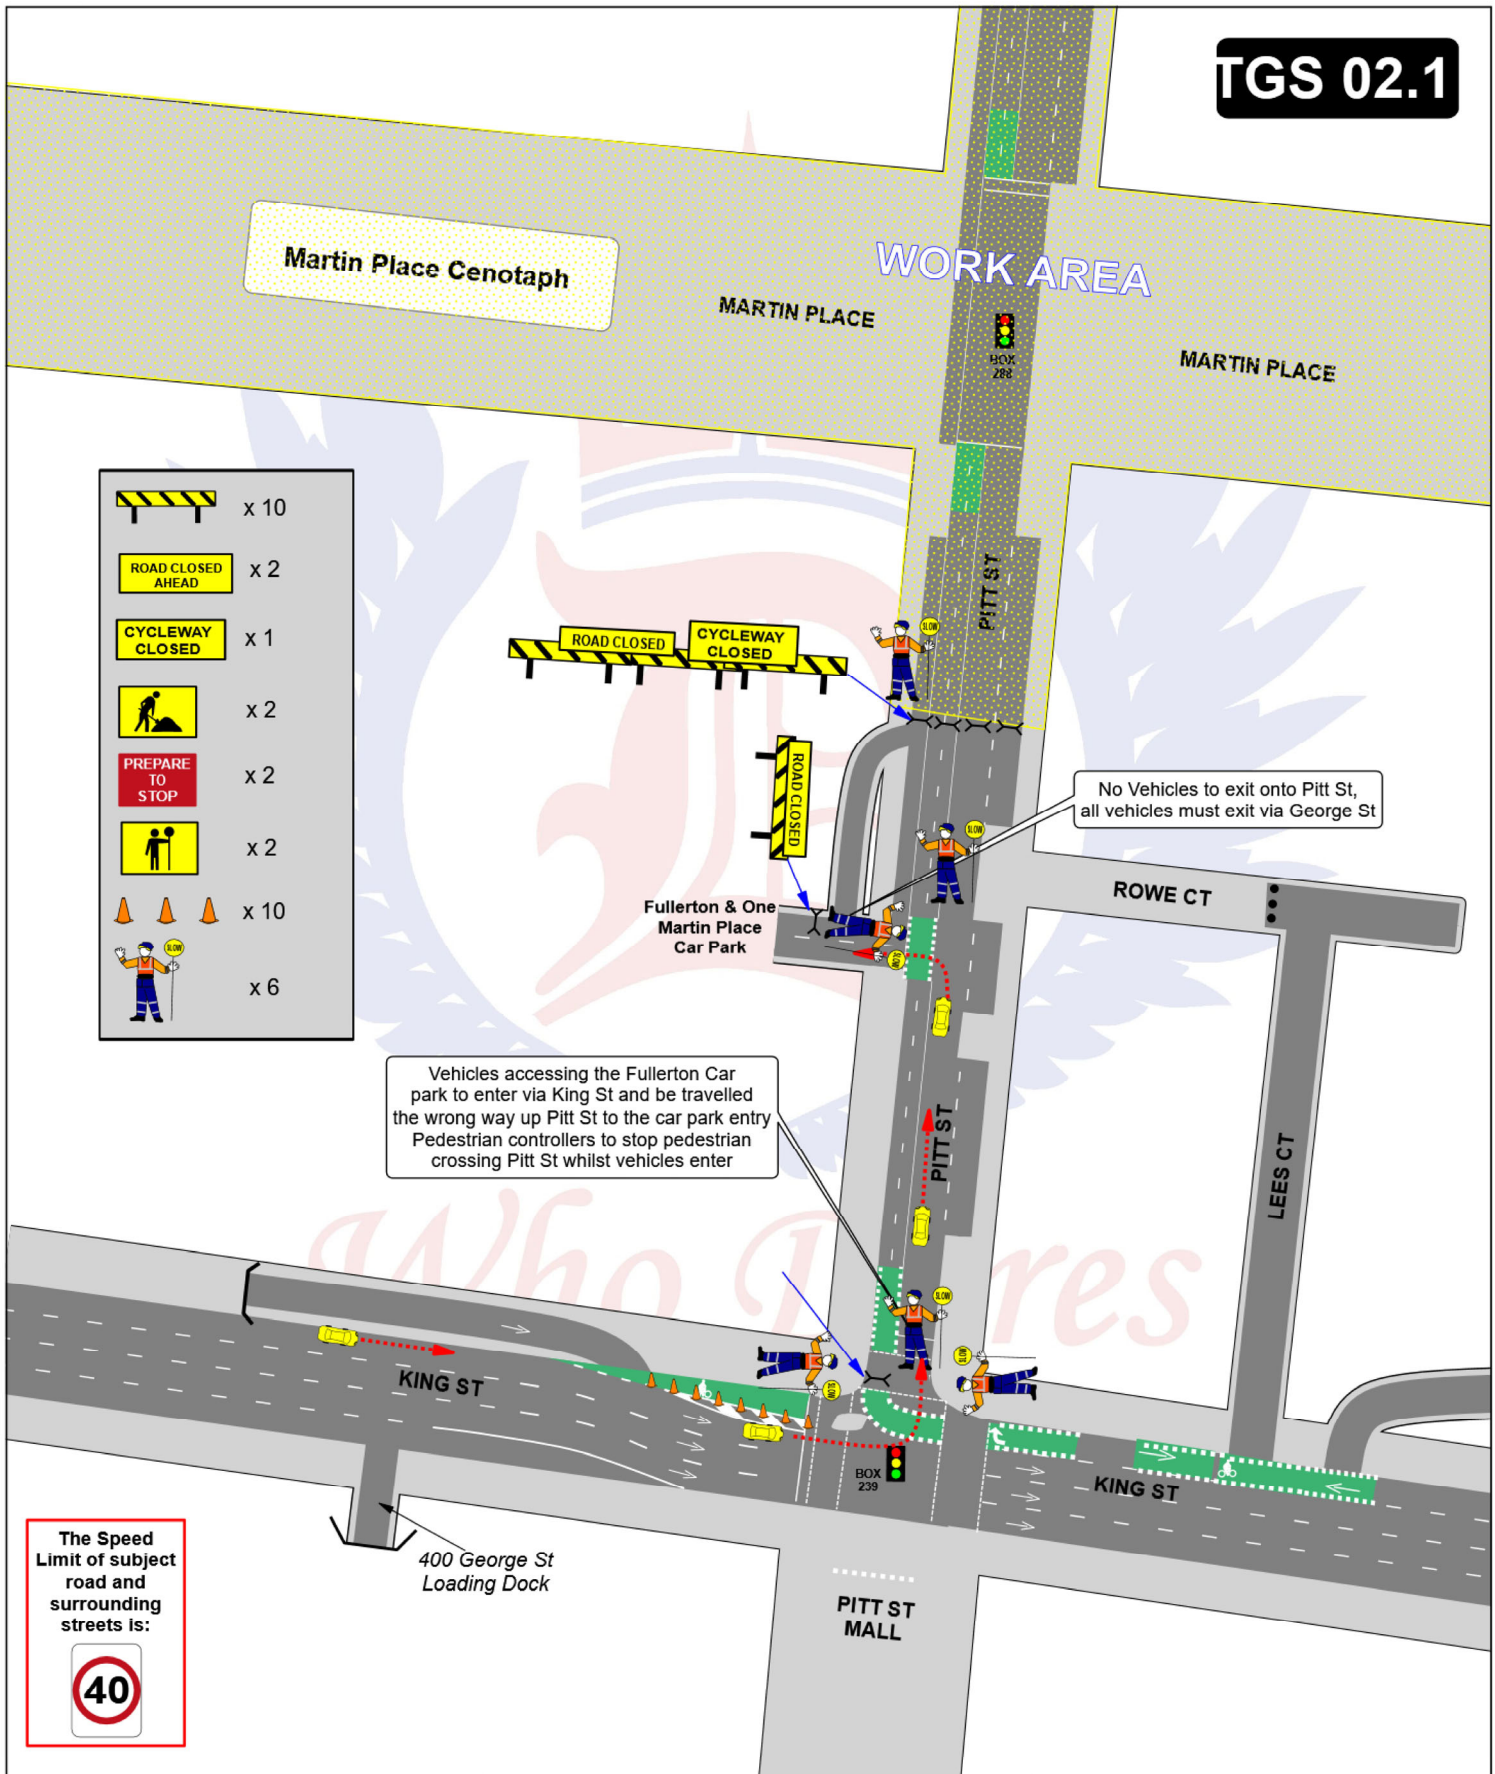 TGS 02.1
Martin Place Cenotaph
WORK AREA
MARTIN PLACE
MARTIN PLACE
BOX
288
x 10
ROAD CLOSED
AHEAD
x 2
CYCLEWAY
CLOSED
x 1
x 2
PREPARE
TO
STOP
x 2
x 2
x 10
SLOW
x 6
PITT ST
ROAD CLOSED
CYCLEWAY
CLOSED
SLOW
ROAD CLOSED
No Vehicles to exit onto Pitt St,
all vehicles must exit via George St
SLOW
ROWE CT
Fullerton & One
Martin Place
Car Park
SLOW
Vehicles accessing the Fullerton Car
park to enter via King St and be travelled
the wrong way up Pitt St to the car park entry
Pedestrian controllers to stop pedestrian
crossing Pitt St whilst vehicles enter
PITT ST
LEES CT
Who Dares
SLOW
SLOW
SLOW
KING ST
BOX
239
KING ST
400 George St
Loading Dock
PITT ST
MALL
The Speed
Limit of subject
road and
surrounding
streets is:
40